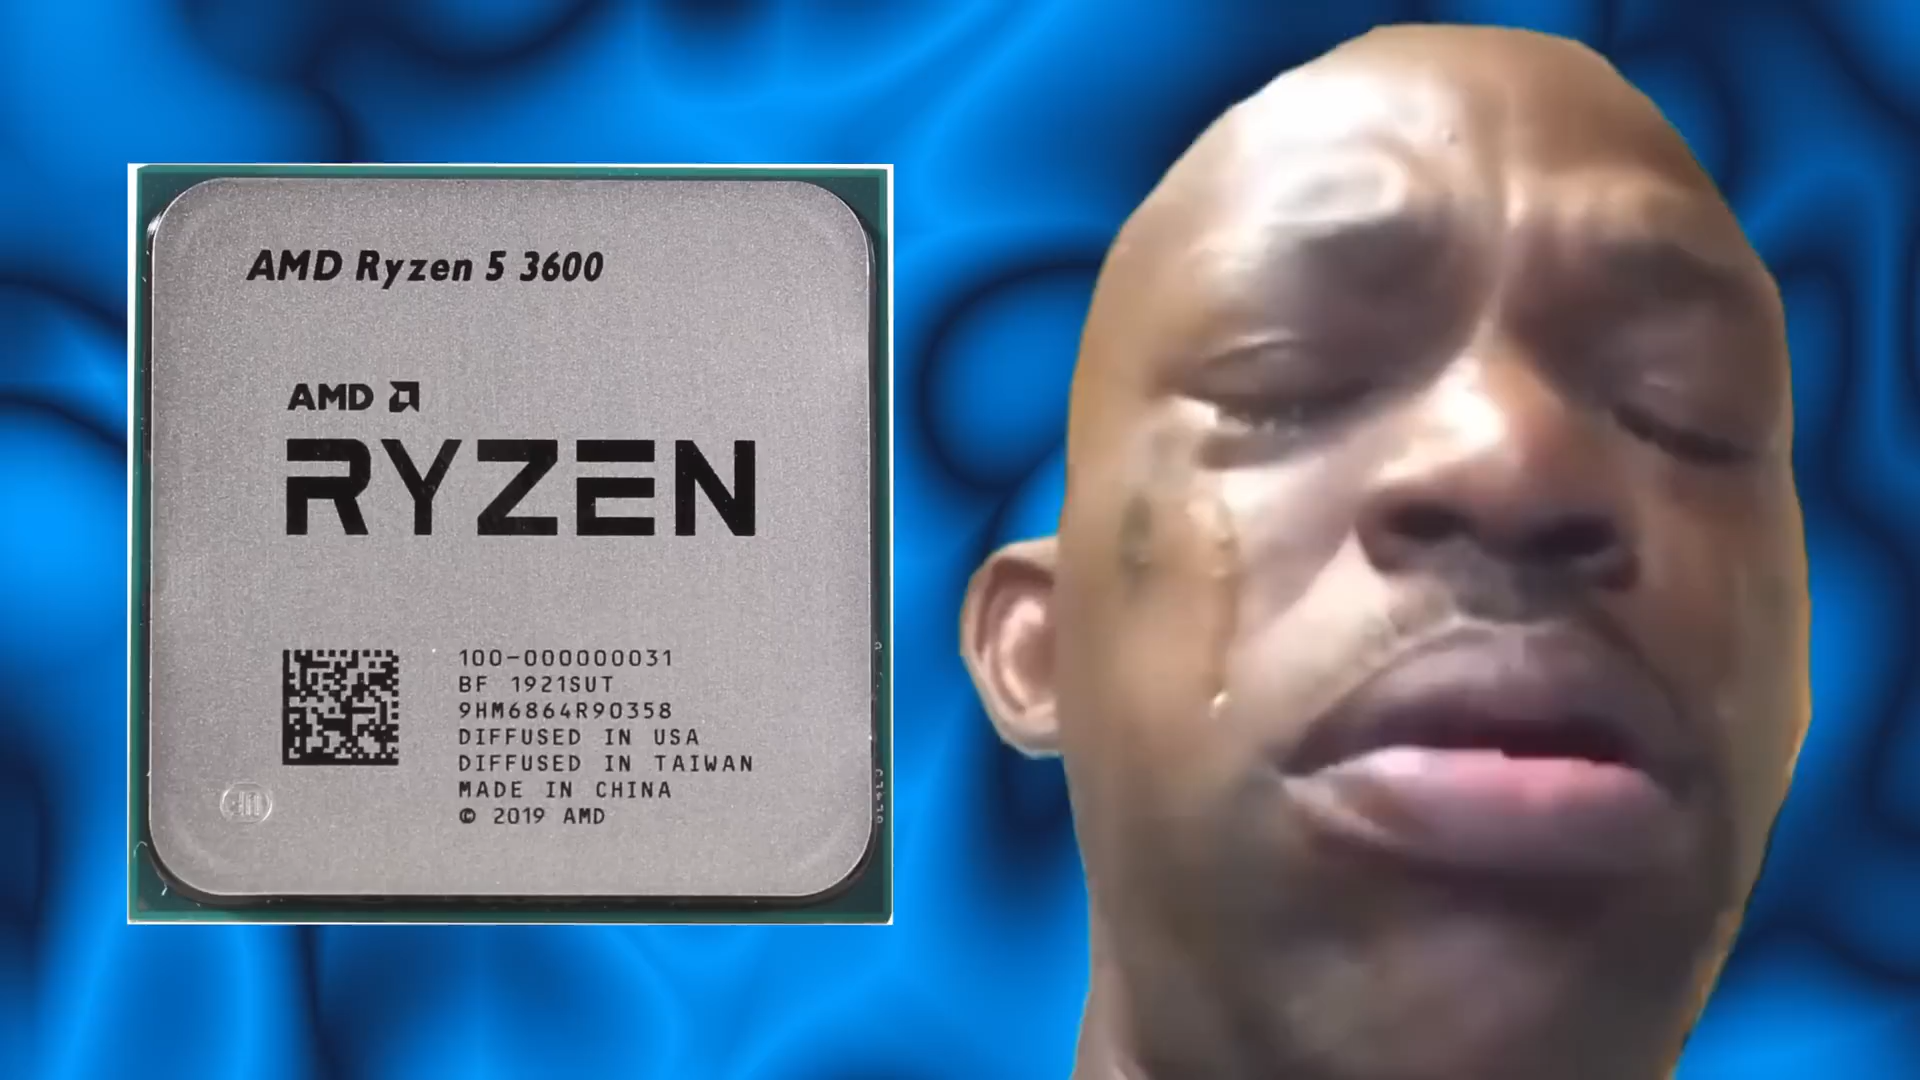 AMD Ryzen 5 3600
AMD
RYZEN
100-000000031
BF 1921SUT
9HM6864R90358
DIFFUSED IN USA
DIFFUSED IN TAIWAN
MADE IN CHINA
© 2019 AMD